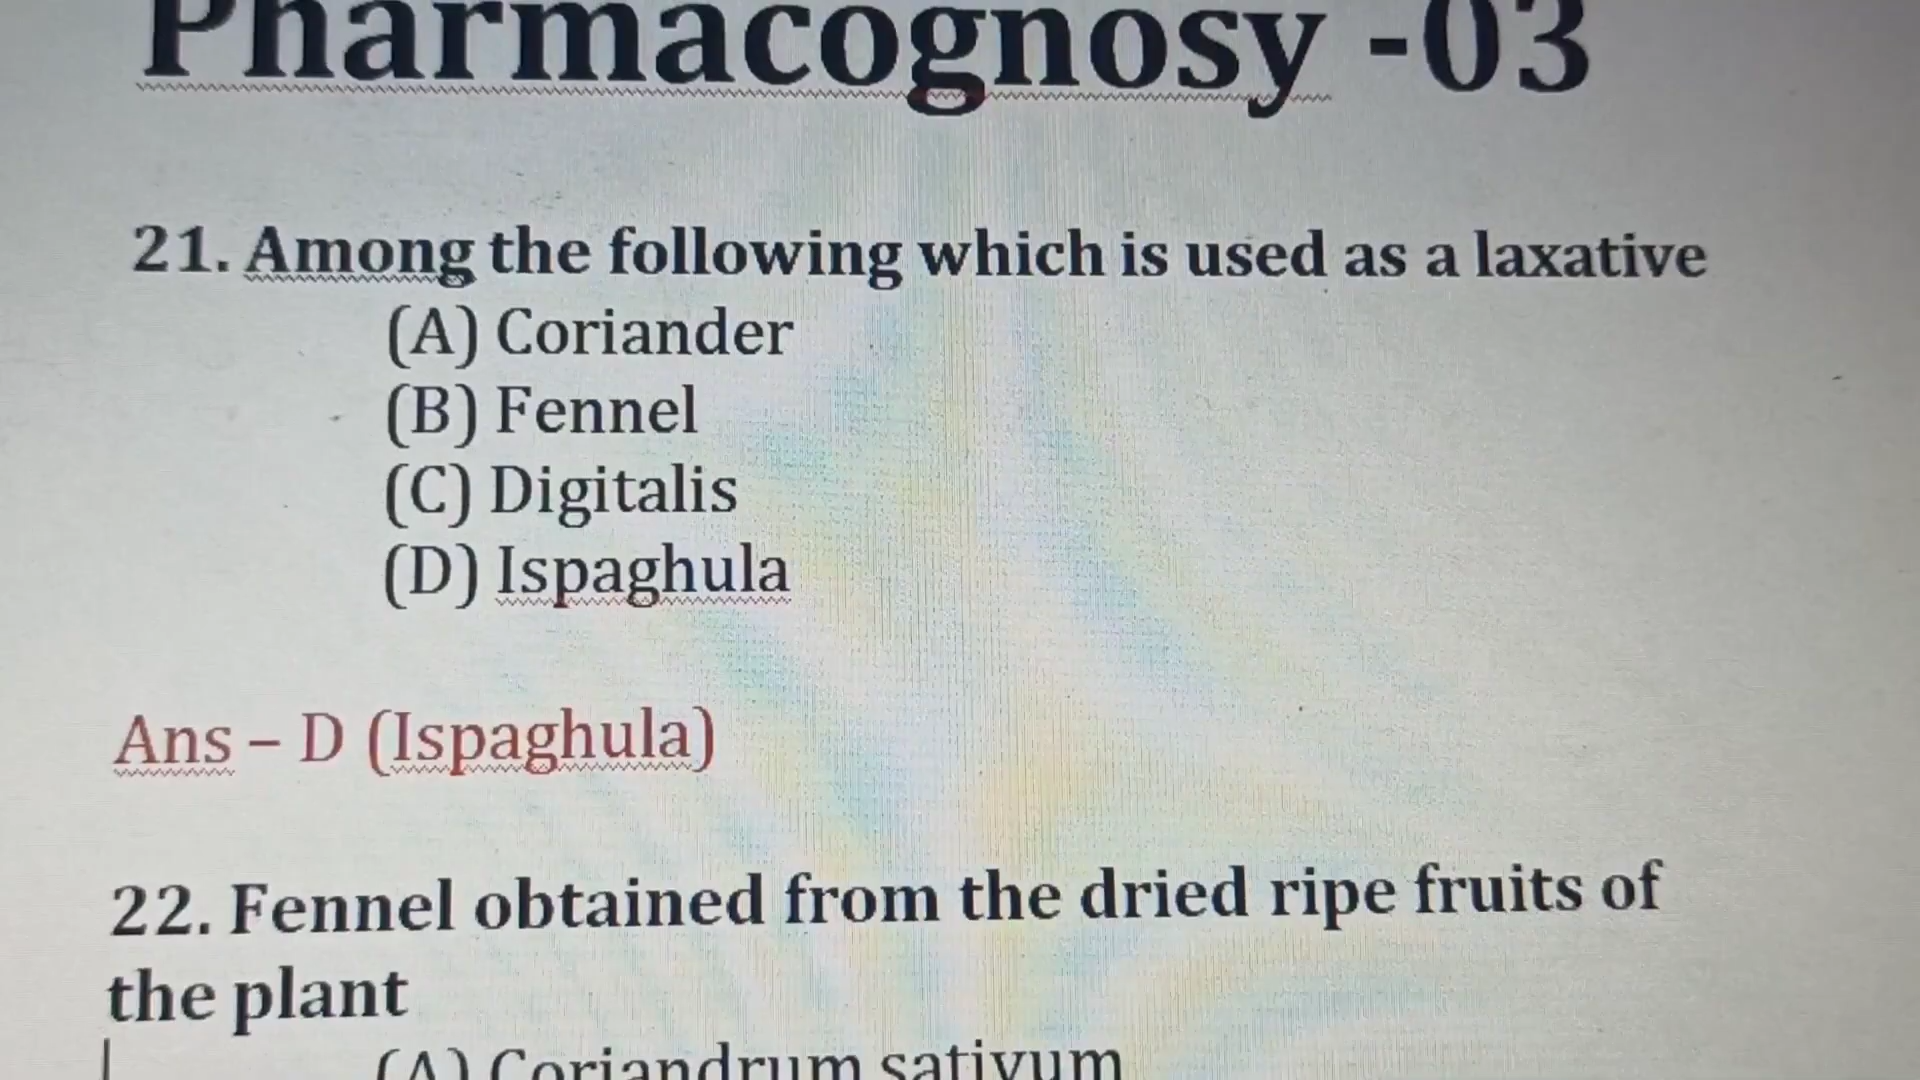 Pharmacognosy -03
21. Among the following which is used as a laxative
(A) Coriander
(B) Fennel
(C) Digitalis
(D) Ispaghula
Ans – D (Ispaghula)
22. Fennel obtained from the dried ripe fruits of
the plant
(A) Coriandrum sativum